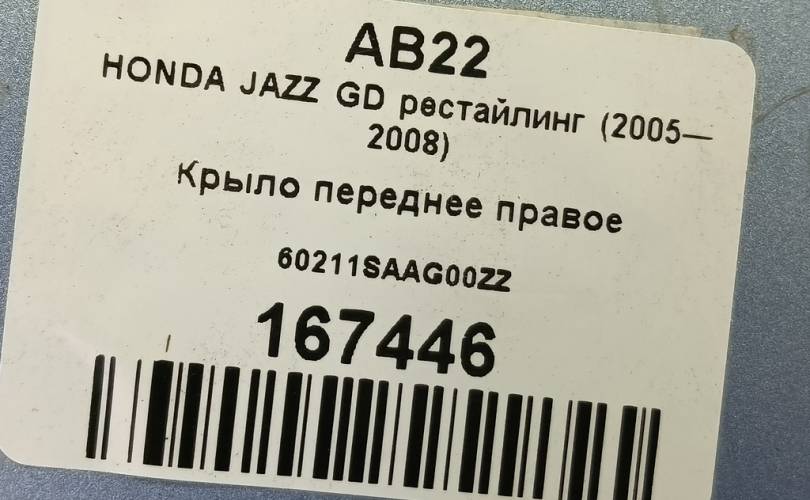 AB22
HONDA JAZZ GD рестайлинг (2005—
2008)
Крыло переднее правое
60211SAAG00ZZ
167446